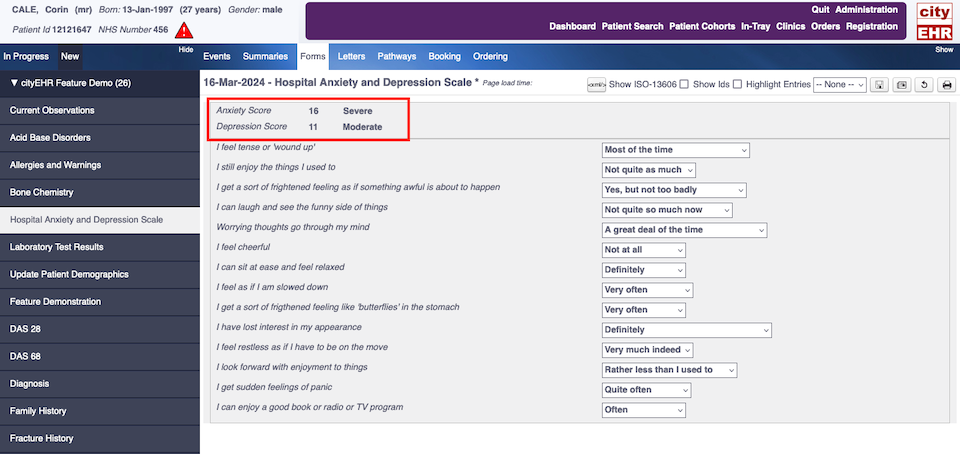 CALE, Corin (mr) Born: 13-Jan-1997 (27 years) Gender: male
Patient Id 12121647 NHS Number 456
Quit Administration
Dashboard Patient Search Patient Cohorts In-Tray Clinics Orders Registration
city
EHR
In Progress New Hide
Events Summaries Forms Letters Pathways Booking Ordering
Show
▼ cityEHR Feature Demo (26)
Current Observations
Acid Base Disorders
Allergies and Warnings
Bone Chemistry
Hospital Anxiety and Depression Scale
Laboratory Test Results
Update Patient Demographics
Feature Demonstration
DAS 28
DAS 68
Diagnosis
Family History
Fracture History
16-Mar-2024 - Hospital Anxiety and Depression Scale * Page load time:
Show ISO-13606 Show Ids Highlight Entries -- None --
Anxiety Score 16 Severe
Depression Score 11 Moderate
I feel tense or 'wound up' Most of the time
I still enjoy the things I used to Not quite as much
I get a sort of frightened feeling as if something awful is about to happen Yes, but not too badly
I can laugh and see the funny side of things Not quite so much now
Worrying thoughts go through my mind A great deal of the time
I feel cheerful Not at all
I can sit at ease and feel relaxed Definitely
I feel as if I am slowed down Very often
I get a sort of frigthened feeling like 'butterflies' in the stomach Very often
I have lost interest in my appearance Definitely
I feel restless as if I have to be on the move Very much indeed
I look forward with enjoyment to things Rather less than I used to
I get sudden feelings of panic Quite often
I can enjoy a good book or radio or TV program Often